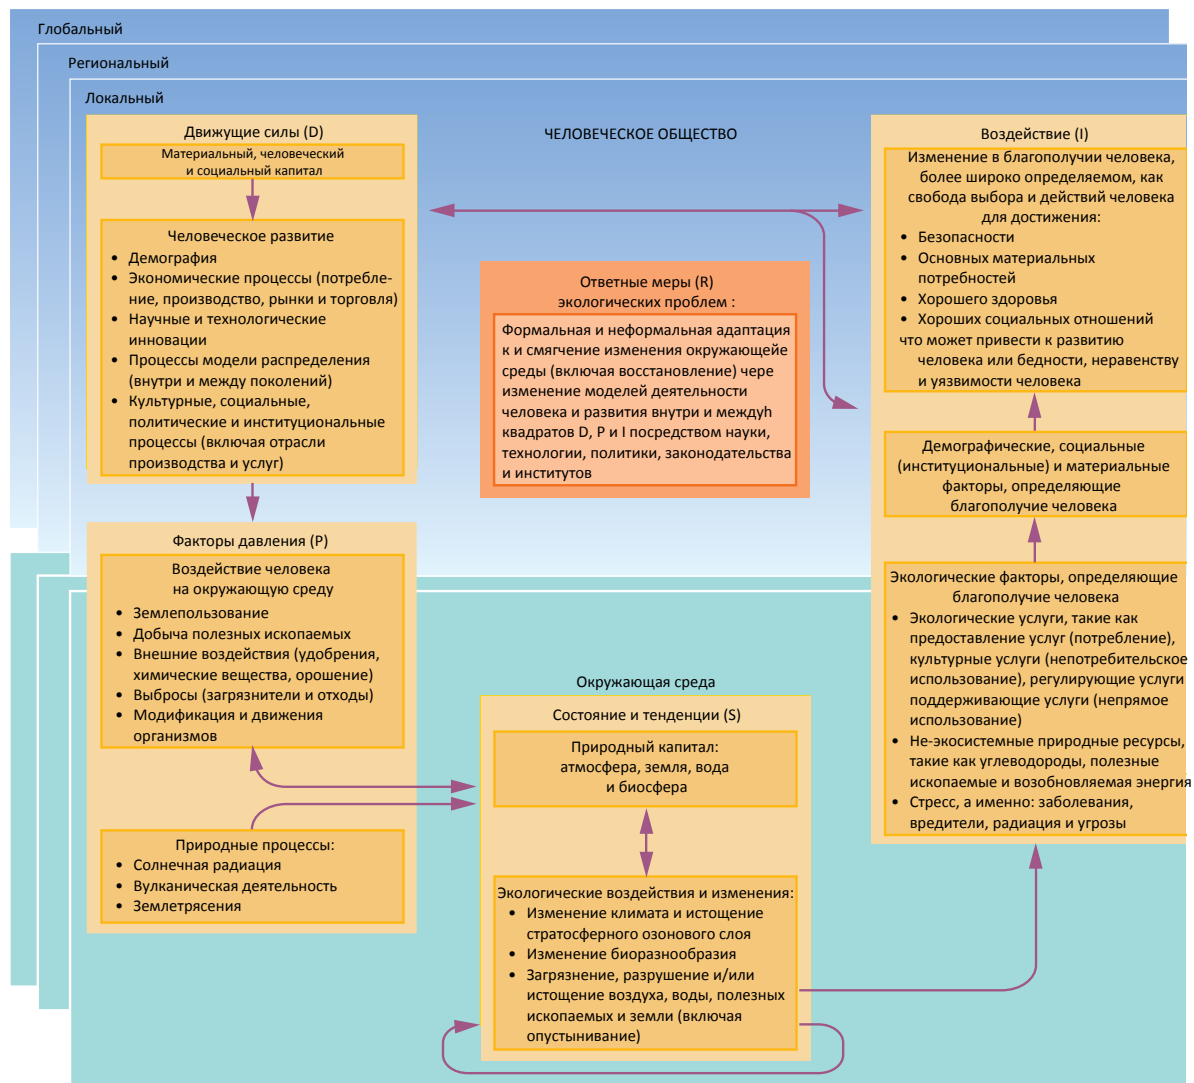 Глобальный
Региональный
Локальный
Движущие силы (D)
Материальный, человеческий
и социальный капитал
Человеческое развитие
• Демография
• Экономические процессы (потребле-
ние, производство, рынки и торговля)
• Научные и технологические
инновации
• Процессы модели распределения
(внутри и между поколений)
• Культурные, социальные,
политические и институциональные
процессы (включая отрасли
производства и услуг)
ЧЕЛОВЕЧЕСКОЕ ОБЩЕСТВО
Ответные меры (R)
экологических проблем :
Формальная и неформальная адаптация
к и смягчение изменения окружающейе
среды (включая восстановление) чере
изменение моделей деятельности
человека и развития внутри и междуh
квадратов D, P и I посредством науки,
технологии, политики, законодательства
и институтов
Воздействие (I)
Изменение в благополучии человека,
более широко определяемом, как
свобода выбора и действий человека
для достижения:
• Безопасности
• Основных материальных
потребностей
• Хорошего здоровья
• Хороших социальных отношений
что может привести к развитию
человека или бедности, неравенству
и уязвимости человека
Демографические, социальные
(институциональные) и материальные
факторы, определяющие
благополучие человека
Экологические факторы, определяющие
благополучие человека
• Экологические услуги, такие как
предоставление услуг (потребление),
культурные услуги (непотребительское
использование), регулирующие услуги
поддерживающие услуги (непрямое
использование)
• Не-экосистемные природные ресурсы,
такие как углеводороды, полезные
ископаемые и возобновляемая энергия
• Стресс, а именно: заболевания,
вредители, радиация и угрозы
Факторы давления (P)
Воздействие человека
на окружающую среду
• Землепользование
• Добыча полезных ископаемых
• Внешние воздействия (удобрения,
химические вещества, орошение)
• Выбросы (загрязнители и отходы)
• Модификация и движения
организмов
Природные процессы:
• Солнечная радиация
• Вулканическая деятельность
• Землетрясения
Окружающая среда
Состояние и тенденции (S)
Природный капитал:
атмосфера, земля, вода
и биосфера
Экологические воздействия и изменения:
• Изменение климата и истощение
стратосферного озонового слоя
• Изменение биоразнообразия
• Загрязнение, разрушение и/или
истощение воздуха, воды, полезных
ископаемых и земли (включая
опустынивание)